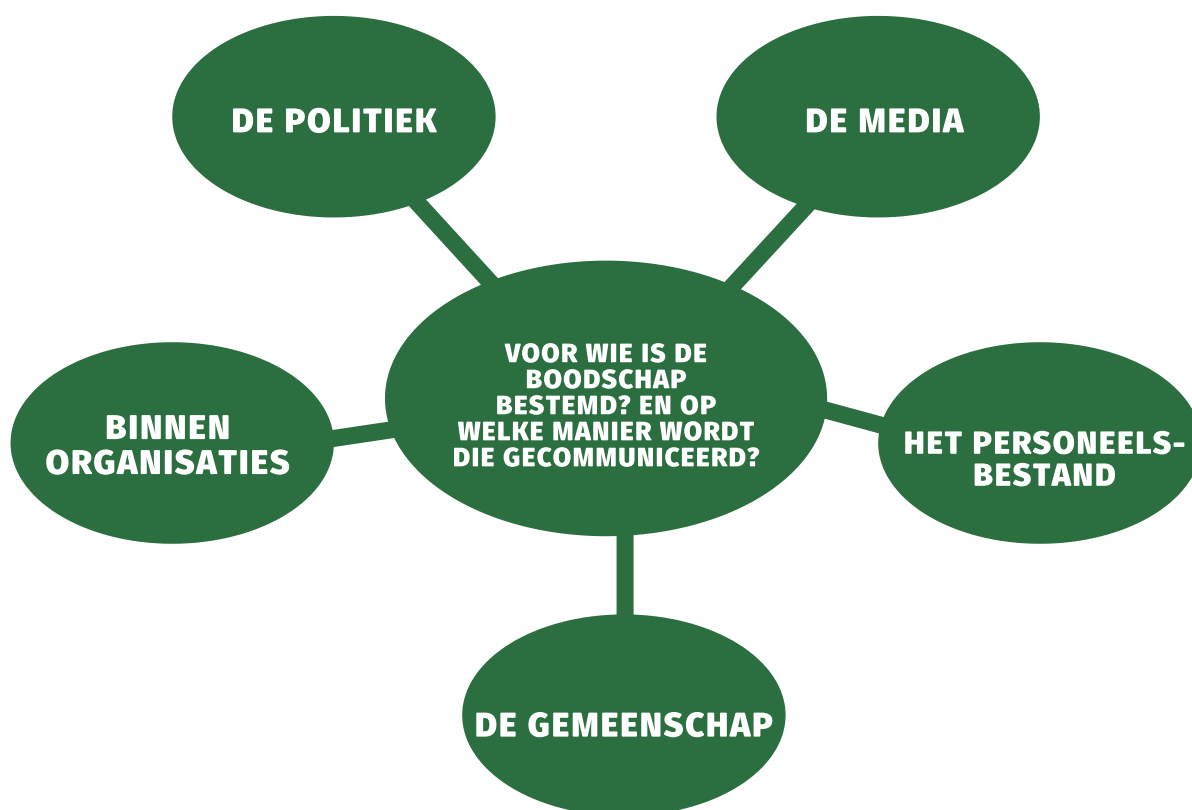 DE POLITIEK
DE MEDIA
VOOR WIE IS DE
BOODSCHAP
BESTEMD? EN OP
WELKE MANIER WORDT
DIE GECOMMUNICEERD?
BINNEN
ORGANISATIES
HET PERSONEELS-
BESTAND
DE GEMEENSCHAP